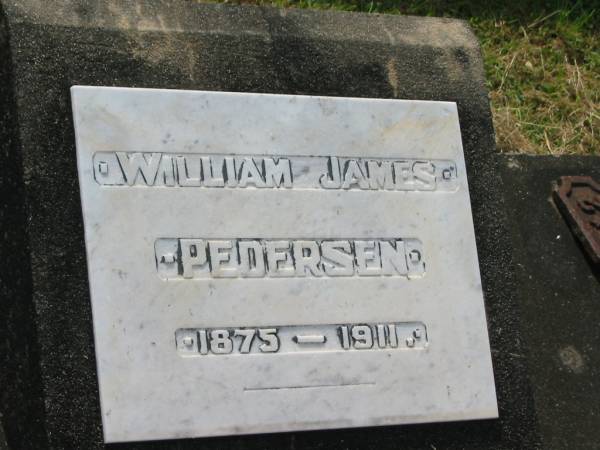 WILLIAM JAMES
PEDERSEN
1875 — 1911.